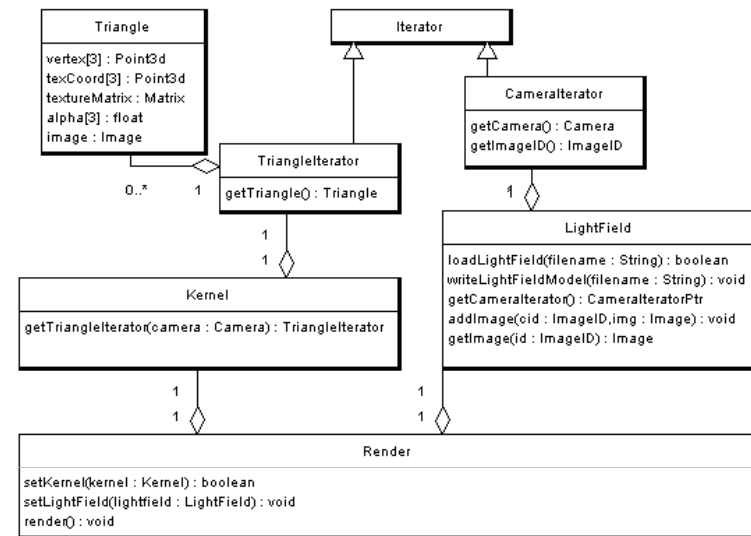 Triangle
vertex[3] : Point3d
texCoord[3] : Point3d
textureMatrix : Matrix
alpha[3] : float
image : Image
Iterator
CameraIterator
getCamera() : Camera
getImageID() : ImageID
TriangleIterator
getTriangle() : Triangle
0..*
1
1
1
1
LightField
loadLightField(filename : String) : boolean
writeLightFieldModel(filename : String) : void
getCameraIterator() : CameraIteratorPtr
addImage(cid : ImageID,img : Image) : void
getImage(id : ImageID) : Image
Kernel
getTriangleIterator(camera : Camera) : TriangleIterator
1
1
1
1
Render
setKernel(kernel : Kernel) : boolean
setLightField(lightfield : LightField) : void
render() : void